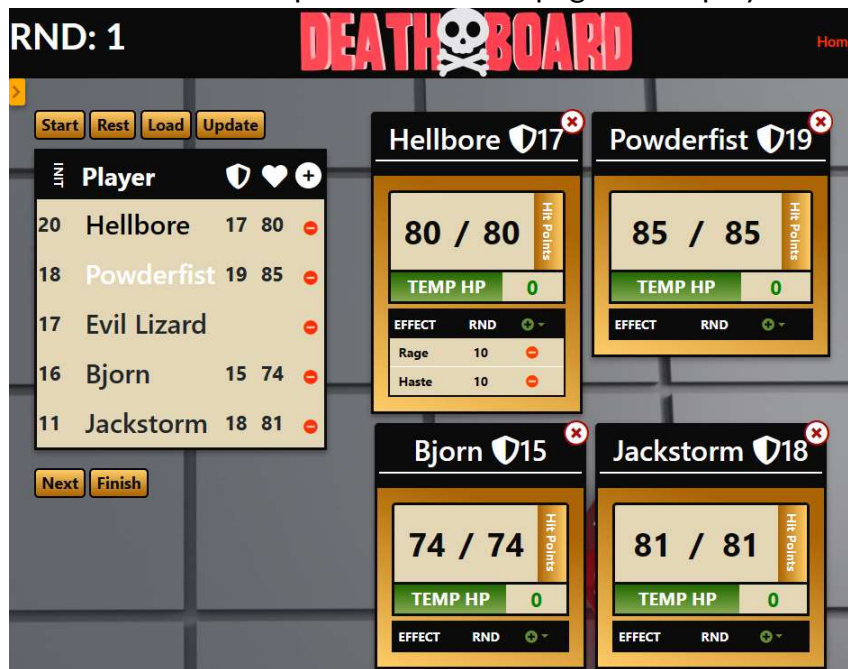 RND: 1
DEATH BOARD
Hom
Start Rest Load Update
INIT Player
20 Hellbore 17 80
18 Powderfist 19 85
17 Evil Lizard
16 Bjorn 15 74
11 Jackstorm 18 81
Next Finish
Hellbore 17
80 / 80
Hit Points
TEMP HP 0
EFFECT RND
Rage 10
Haste 10
Powderfist 19
85 / 85
Hit Points
TEMP HP 0
EFFECT RND
Bjorn 15
74 / 74
Hit Points
TEMP HP 0
EFFECT RND
Jackstorm 18
81 / 81
Hit Points
TEMP HP 0
EFFECT RND